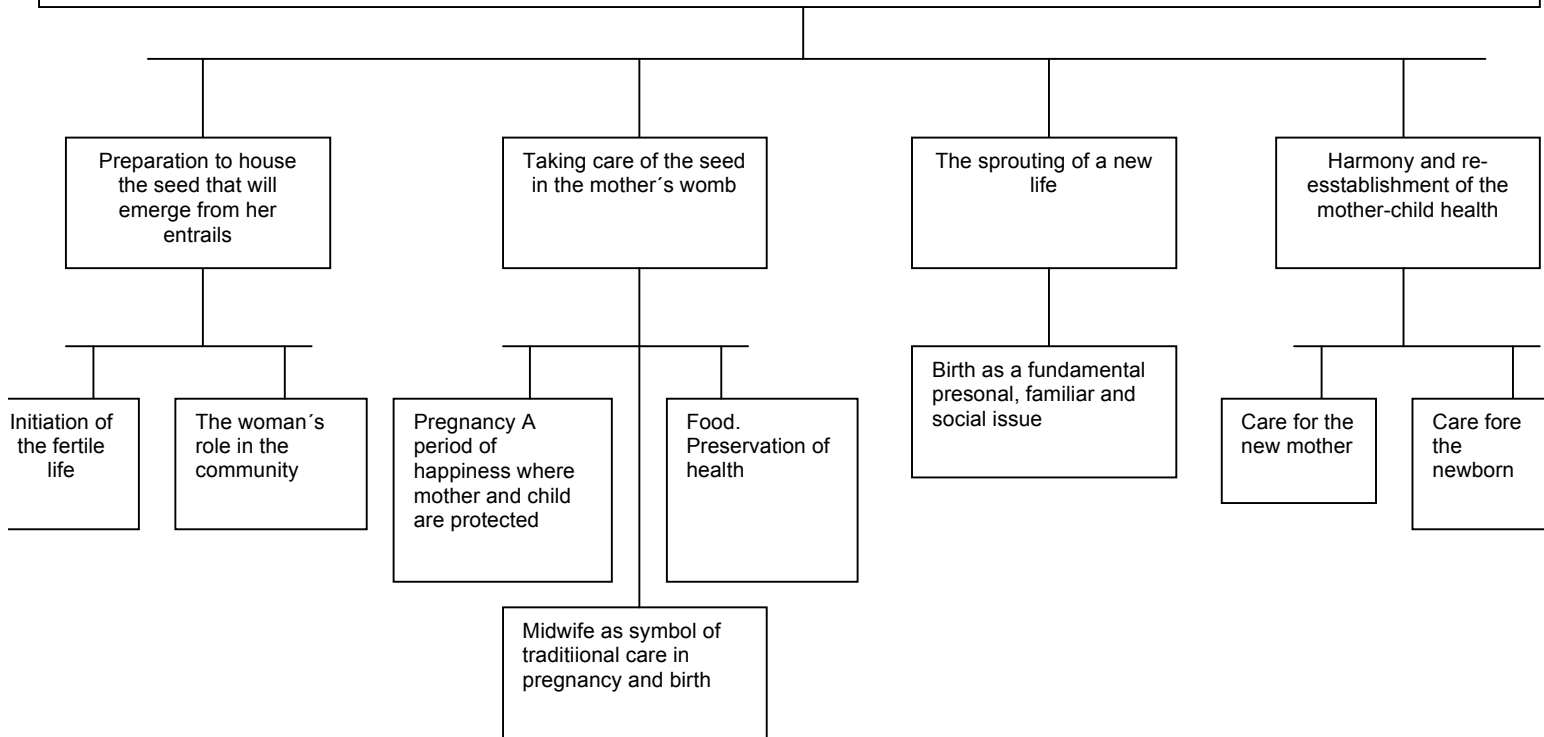 Preparation to house
the seed that will
emerge from her
entrails
Taking care of the seed
in the mother´s womb
The sprouting of a new
life
Harmony and re-
esstablishment of the
mother-child health
Initiation of
the fertile
life
The woman´s
role in the
community
Pregnancy A
period of
happiness where
mother and child
are protected
Food.
Preservation of
health
Birth as a fundamental
presonal, familiar and
social issue
Care for the
new mother
Care fore
the
newborn
Midwife as symbol of
traditiional care in
pregnancy and birth